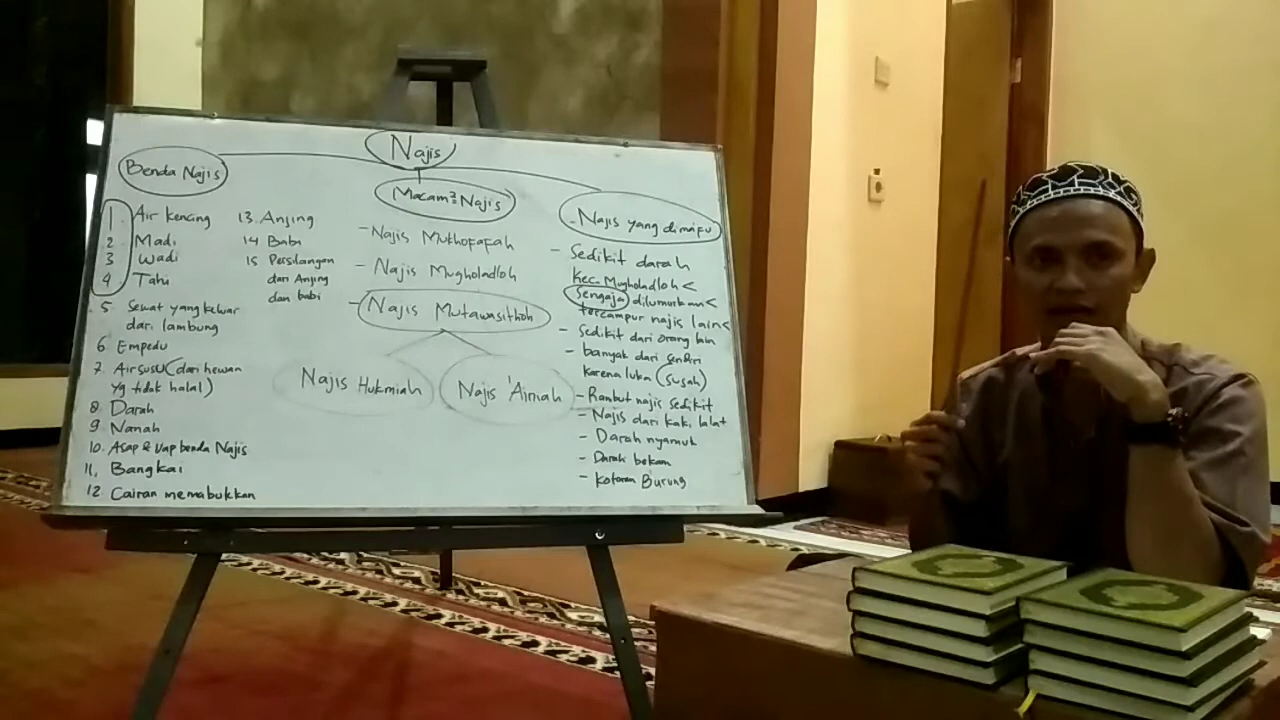 Najis
Benda Najis
1. Air kencing
2 Madi
3 Wadi
4 Tahi
5. Sesuat yang keluar
dari lambung
6. Empedu
7. Air susu (dari hewan
yg tidak halal)
8. Darah
9. Nanah
10. Asap & Uap benda Najis
11. Bangkai
12. Cairan memabukkan
13. Anjing
14 Babi
15 Persilangan
dari Anjing
dan babi
Macam² Najis
- Najis Mukhofafah
- Najis Mugholadloh
- Najis Mutawasithoh
Najis Hukmiah
Najis 'Ainiah
- Najis yang dimafu
- Sedikit darah
Kec. Mugholadloh <
Sengaja dilumurkan <
tercampur najis lain <
- Sedikit dari orang lain
- banyak dari sendiri
karena luka (Susah)
- Rambut najis sedikit
- Najis dari kaki lalat
- Darah nyamuk
- Darah bekam
- Kotoran Burung